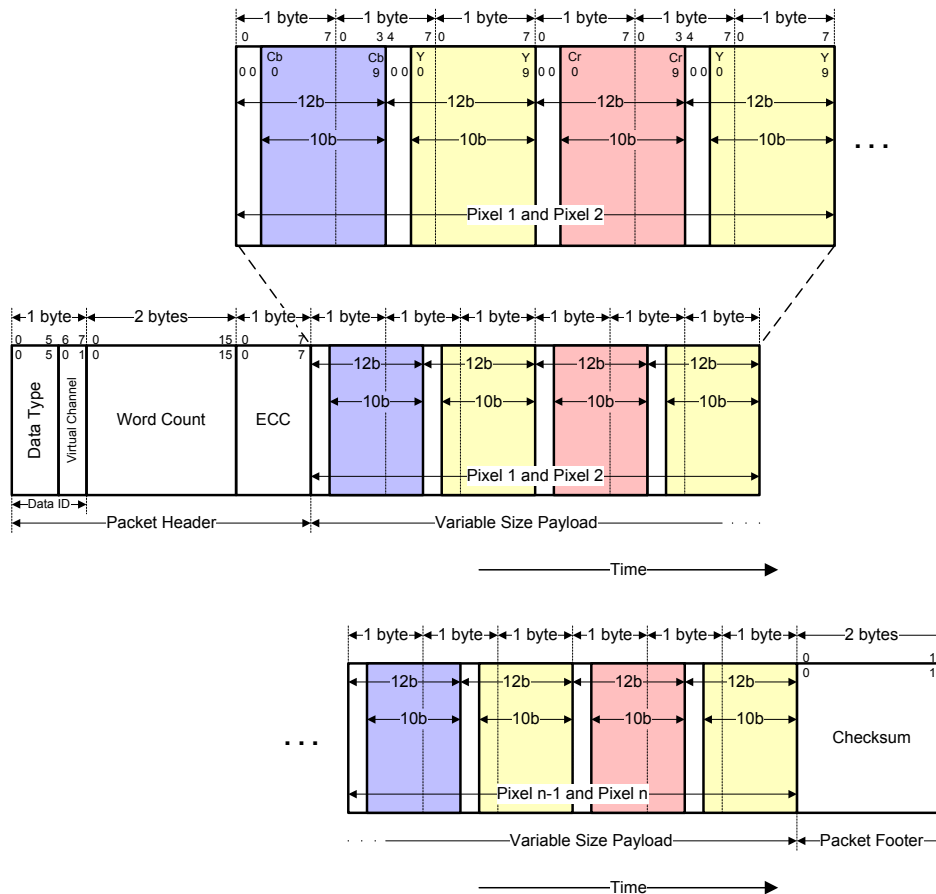 1 byte 1 byte 1 byte 1 byte 1 byte 1 byte
0 7 0 3 4 7 0 7 0 7 0 3 4 7 0 7
Cb Cb Y Y Cr Cr Y Y
0 0 0 9 0 0 0 9 0 0 0 9 0 0 0 9
12b 12b 12b 12b
10b 10b 10b 10b
. . .
Pixel 1 and Pixel 2
1 byte 2 bytes 1 byte 1 byte 1 byte 1 byte 1 byte 1 byte 1 byte
0 5 6 7 0 15 0 7
0 5 0 1 0 15 0 7
12b 12b 12b 12b
10b 10b 10b 10b
Data Type
Virtual Channel
Word Count
ECC
Pixel 1 and Pixel 2
Data ID
Packet Header
Variable Size Payload
Time
1 byte 1 byte 1 byte 1 byte 1 byte 1 byte 2 bytes
0 1
0 1
12b 12b 12b 12b
10b 10b 10b 10b
Checksum
. . .
Pixel n-1 and Pixel n
Variable Size Payload
Packet Footer
Time